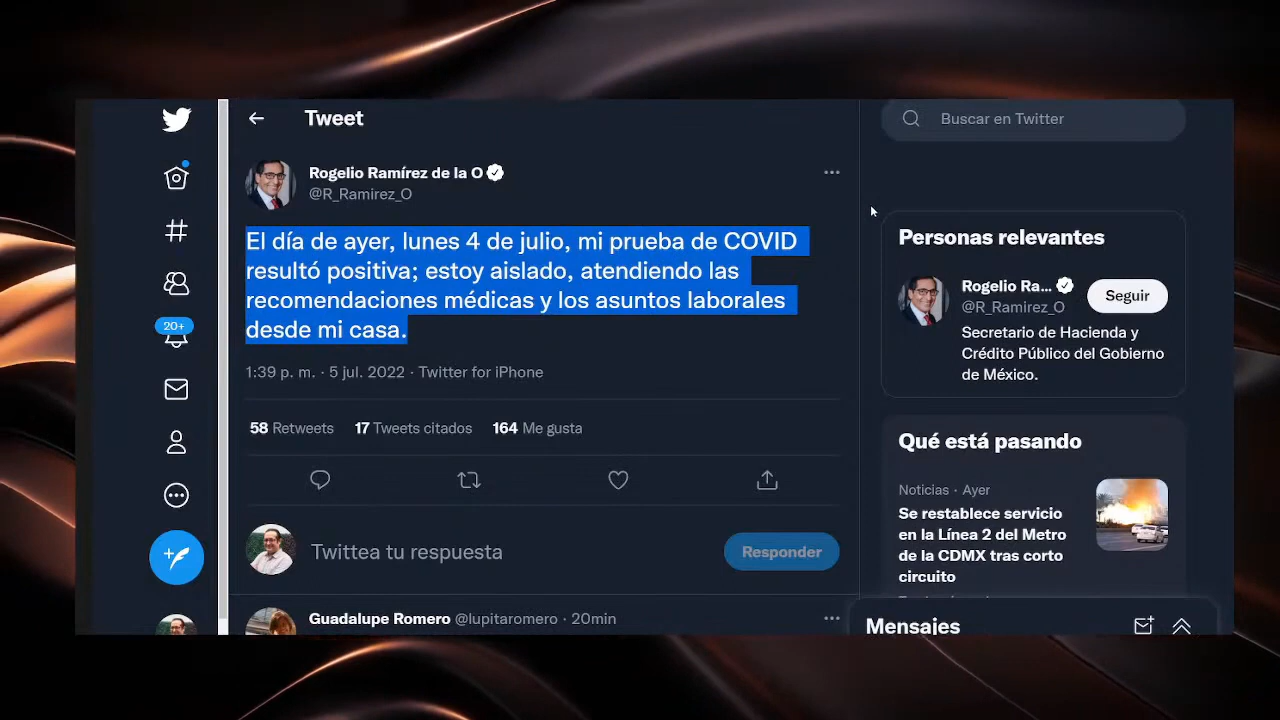 Tweet
Buscar en Twitter
Rogelio Ramírez de la O
@R_Ramirez_O
El día de ayer, lunes 4 de julio, mi prueba de COVID
resultó positiva; estoy aislado, atendiendo las
recomendaciones médicas y los asuntos laborales
desde mi casa.
1:39 p. m. · 5 jul. 2022 · Twitter for iPhone
58 Retweets 17 Tweets citados 164 Me gusta
20+
Twittea tu respuesta
Responder
Guadalupe Romero @lupitaromero · 20min
Personas relevantes
Rogelio Ra...
@R_Ramirez_O
Seguir
Secretario de Hacienda y
Crédito Público del Gobierno
de México.
Qué está pasando
Noticias · Ayer
Se restablece servicio
en la Línea 2 del Metro
de la CDMX tras corto
circuito
Mensajes